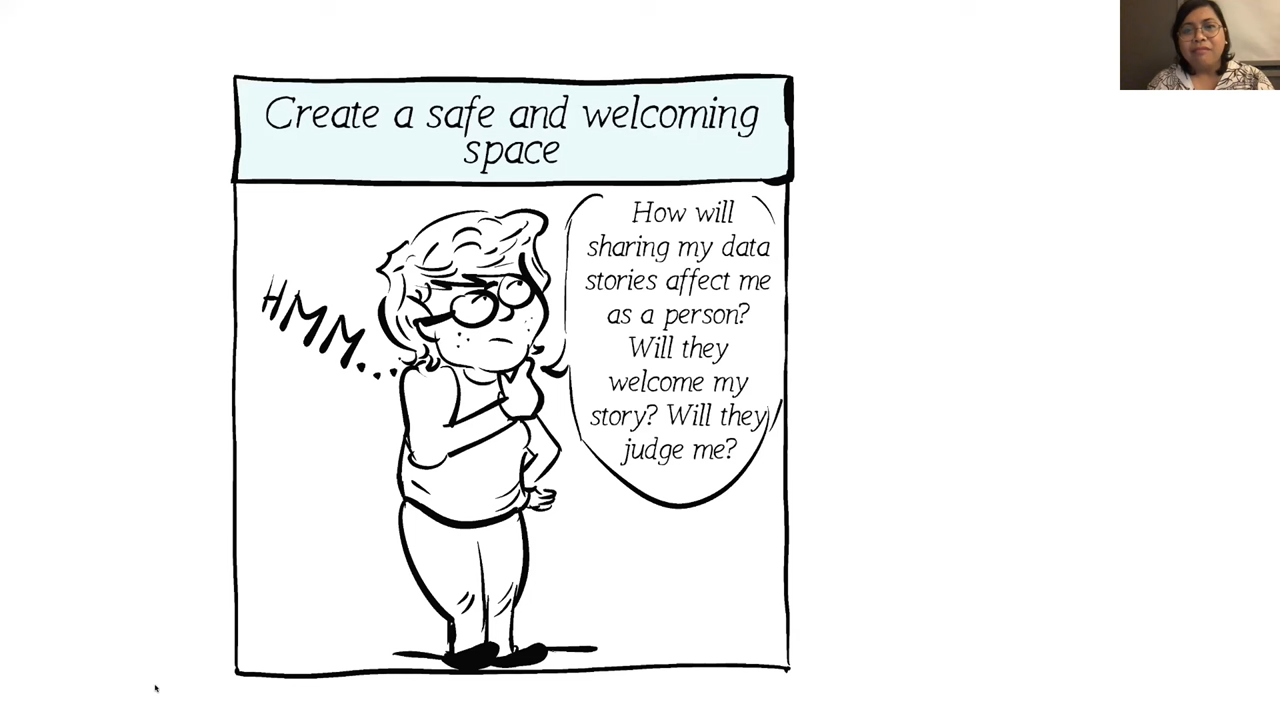 Create a safe and welcoming
space
HMM...
How will
sharing my data
stories affect me
as a person?
Will they
welcome my
story? Will they
judge me?